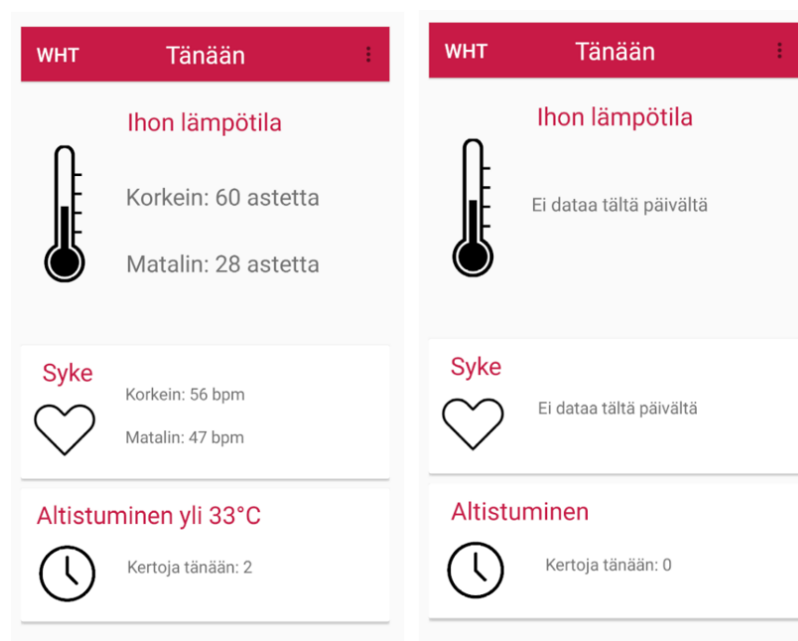 WHT Tänään
Ihon lämpötila
Korkein: 60 astetta
Matalin: 28 astetta
Syke
Korkein: 56 bpm
Matalin: 47 bpm
Altistuminen yli 33°C
Kertoja tänään: 2
WHT Tänään
Ihon lämpötila
Ei dataa tältä päivältä
Syke
Ei dataa tältä päivältä
Altistuminen
Kertoja tänään: 0